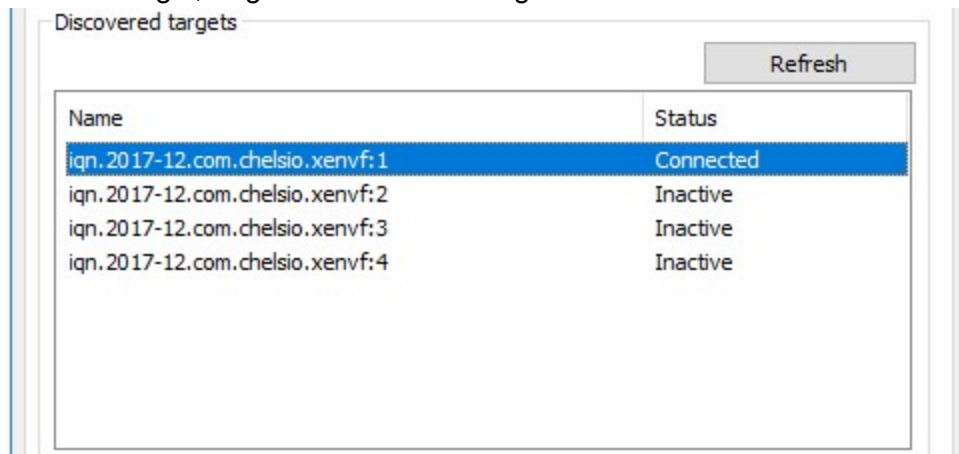 Discovered targets
Refresh
Name Status
iqn.2017-12.com.chelsio.xenvf:1 Connected
iqn.2017-12.com.chelsio.xenvf:2 Inactive
iqn.2017-12.com.chelsio.xenvf:3 Inactive
iqn.2017-12.com.chelsio.xenvf:4 Inactive